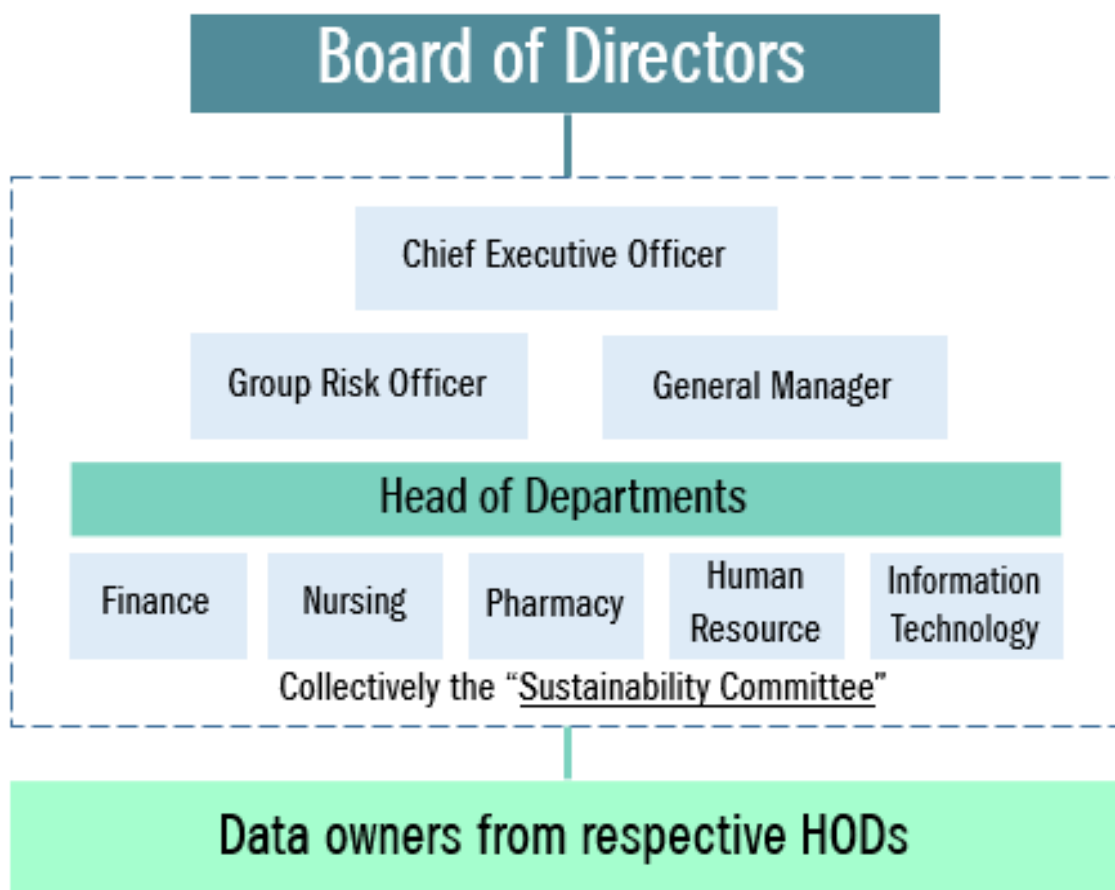 Board of Directors
Chief Executive Officer
Group Risk Officer
General Manager
Head of Departments
Finance
Nursing
Pharmacy
Human
Resource
Information
Technology
Collectively the “Sustainability Committee”
Data owners from respective HODs